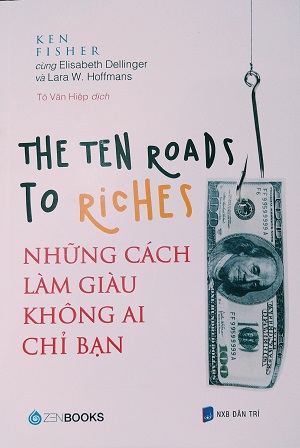 KEN
FISHER
cùng Elisabeth Dellinger
và Lara W. Hoffmans
Tô Văn Hiệp dịch
THE TEN ROADS
TO RICHES
NHỮNG CÁCH
LÀM GIÀU
KHÔNG AI
CHỈ BẠN
ZENBOOKS
NXB DÂN TRÍ